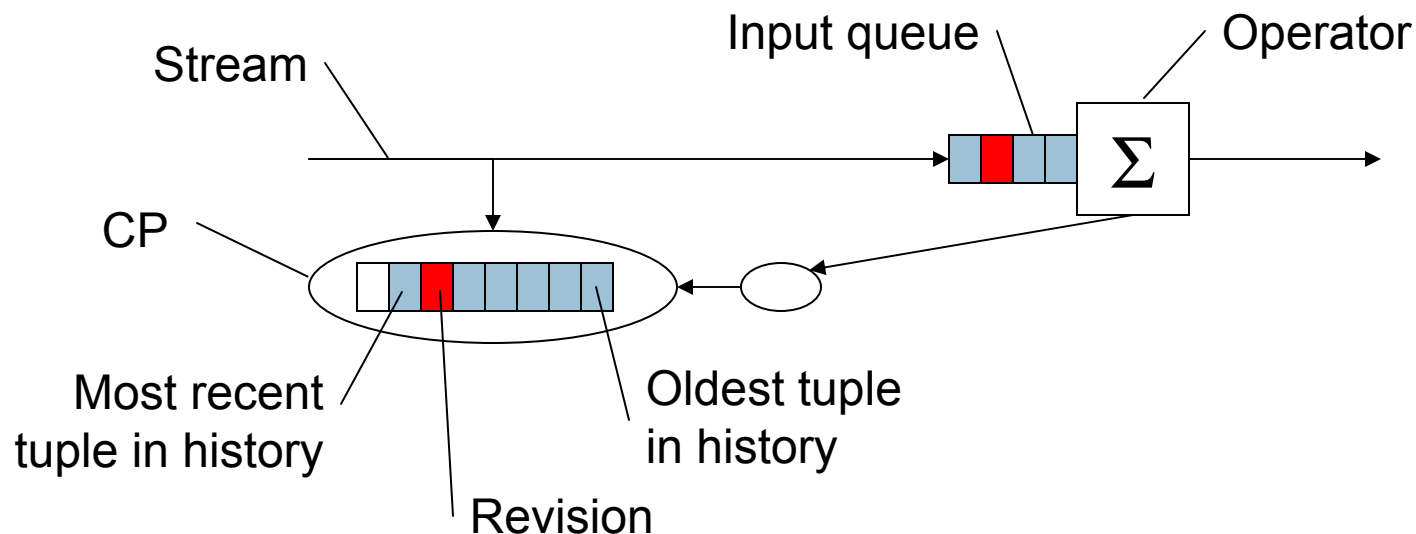 Input queue
Operator
Stream
Σ
CP
Most recent
tuple in history
Oldest tuple
in history
Revision